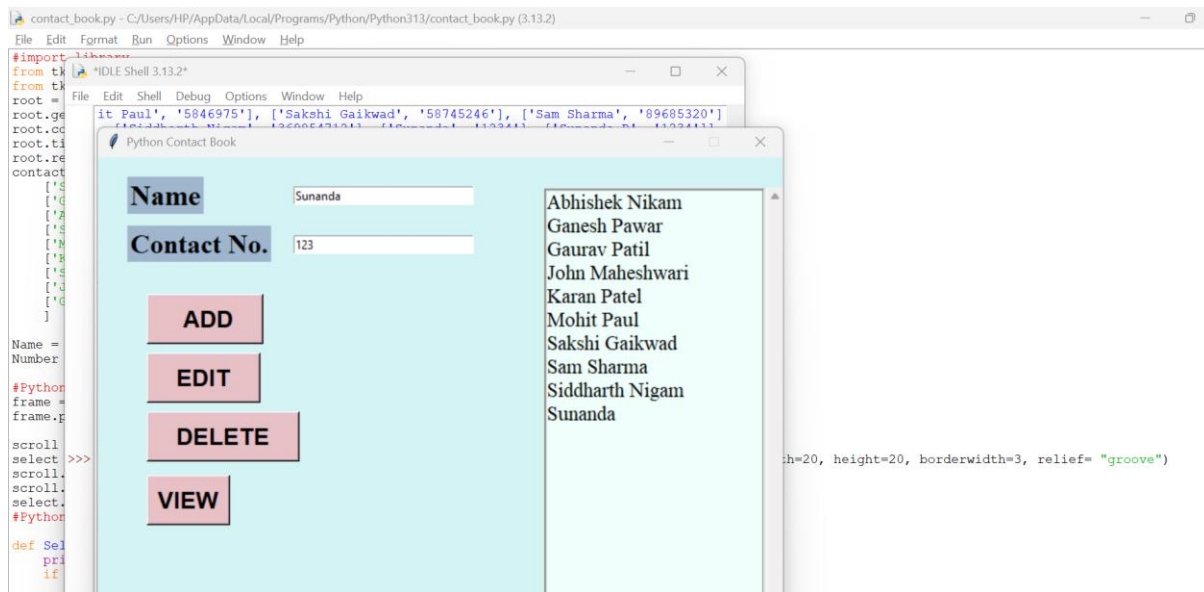 contact_book.py - C:/Users/HP/AppData/Local/Programs/Python/Python313/contact_book.py (3.13.2)
File Edit Format Run Options Window Help
#import library
from tk
from tk
root =
root.ge
root.co
root.ti
root.re
contact
['S
['G
['A
['S
['M
['K
['S
['J
['G
]
Name =
Number
#Python
frame =
frame.p
scroll
select
scroll.
scroll.
select.
#Python
def Sel
pri
if
*IDLE Shell 3.13.2*
File Edit Shell Debug Options Window Help
it Paul', '5846975'], ['Sakshi Gaikwad', '58745246'], ['Sam Sharma', '89685320']
>>>
th=20, height=20, borderwidth=3, relief= "groove")
Python Contact Book
Name Sunanda
Contact No. 123
ADD
EDIT
DELETE
VIEW
Abhishek Nikam
Ganesh Pawar
Gaurav Patil
John Maheshwari
Karan Patel
Mohit Paul
Sakshi Gaikwad
Sam Sharma
Siddharth Nigam
Sunanda